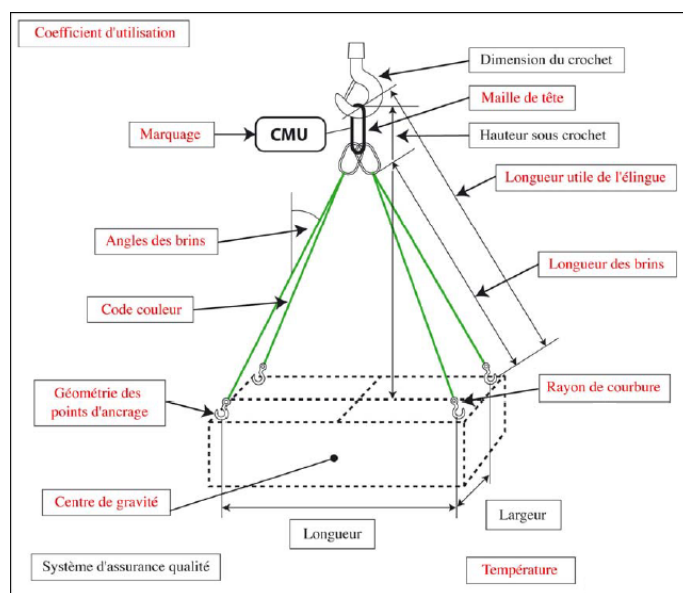 Coefficient d'utilisation
Dimension du crochet
Maille de tête
Marquage
CMU
Hauteur sous crochet
Longueur utile de l'élingue
Angles des brins
Longueur des brins
Code couleur
Géométrie des
points d'ancrage
Rayon de courbure
Centre de gravité
Longueur
Largeur
Système d'assurance qualité
Température